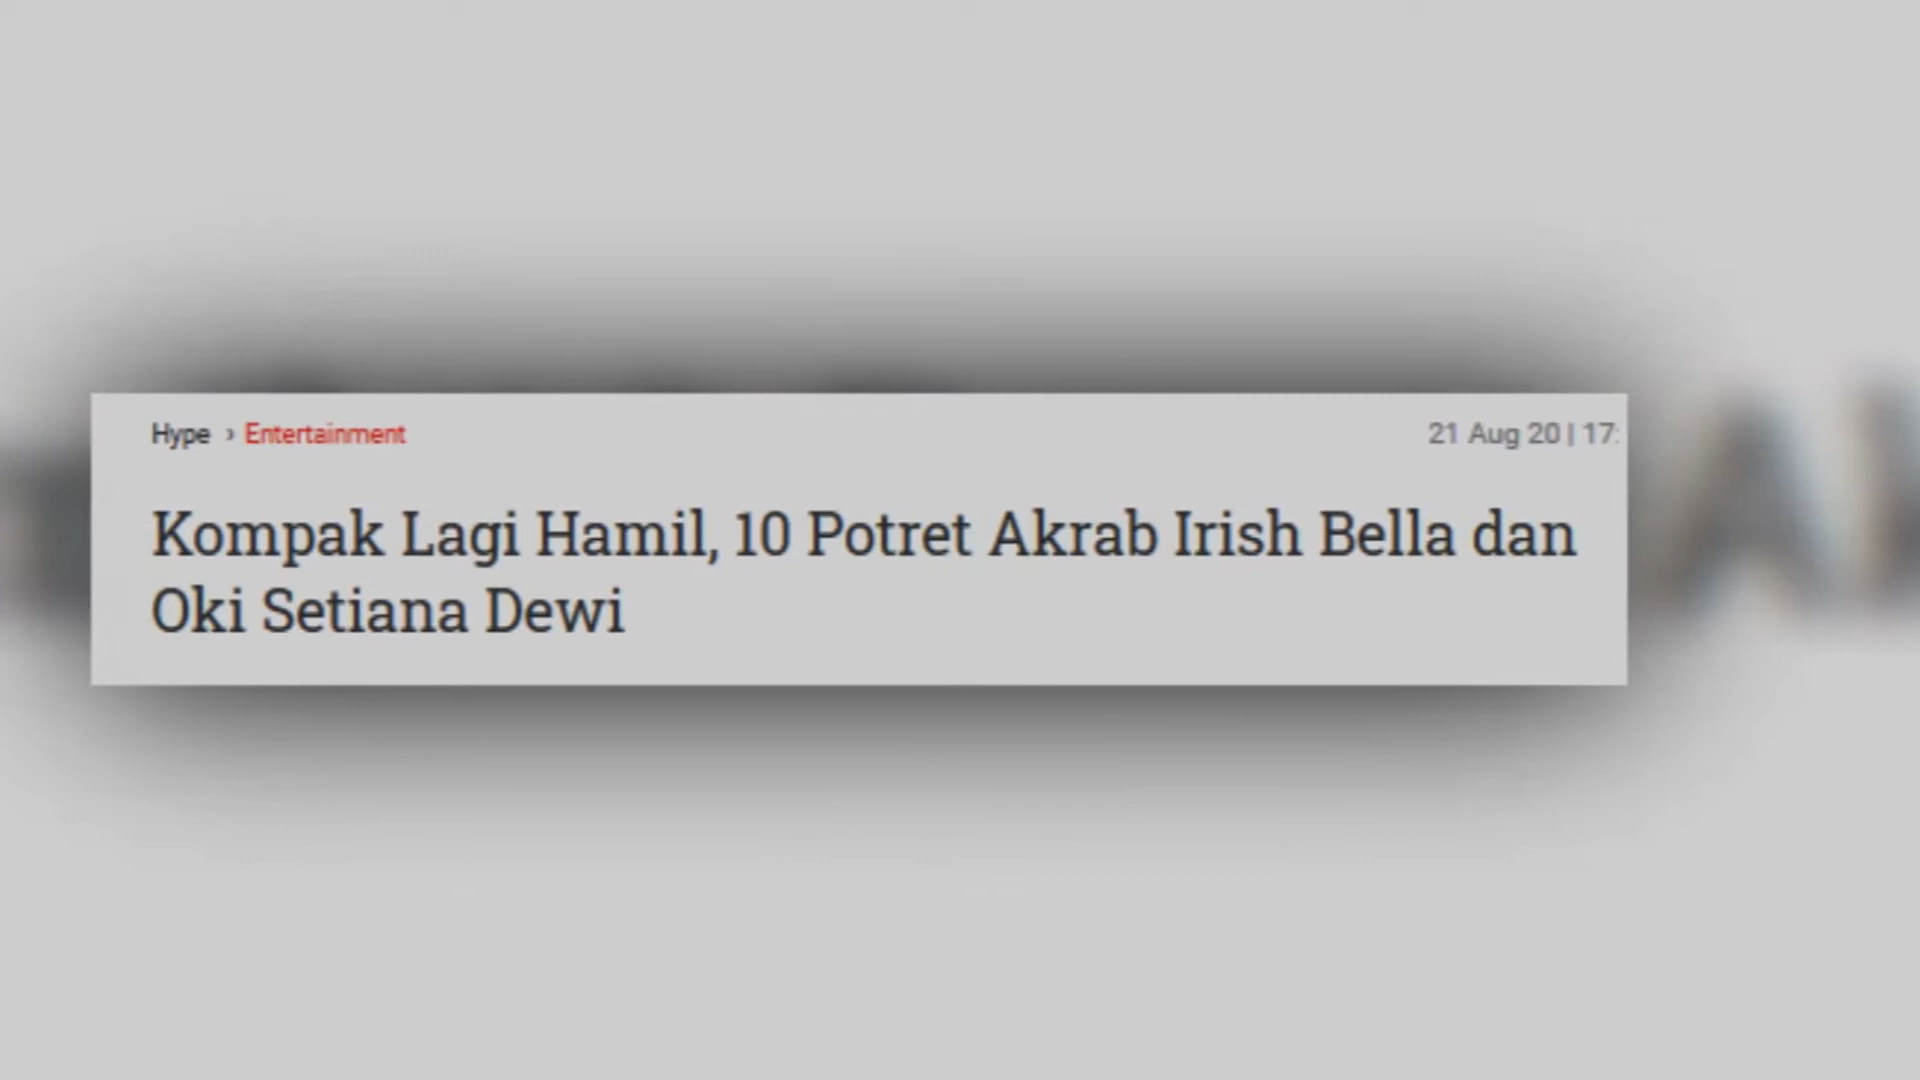 Hype › Entertainment
21 Aug 20 | 17:
Kompak Lagi Hamil, 10 Potret Akrab Irish Bella dan
Oki Setiana Dewi